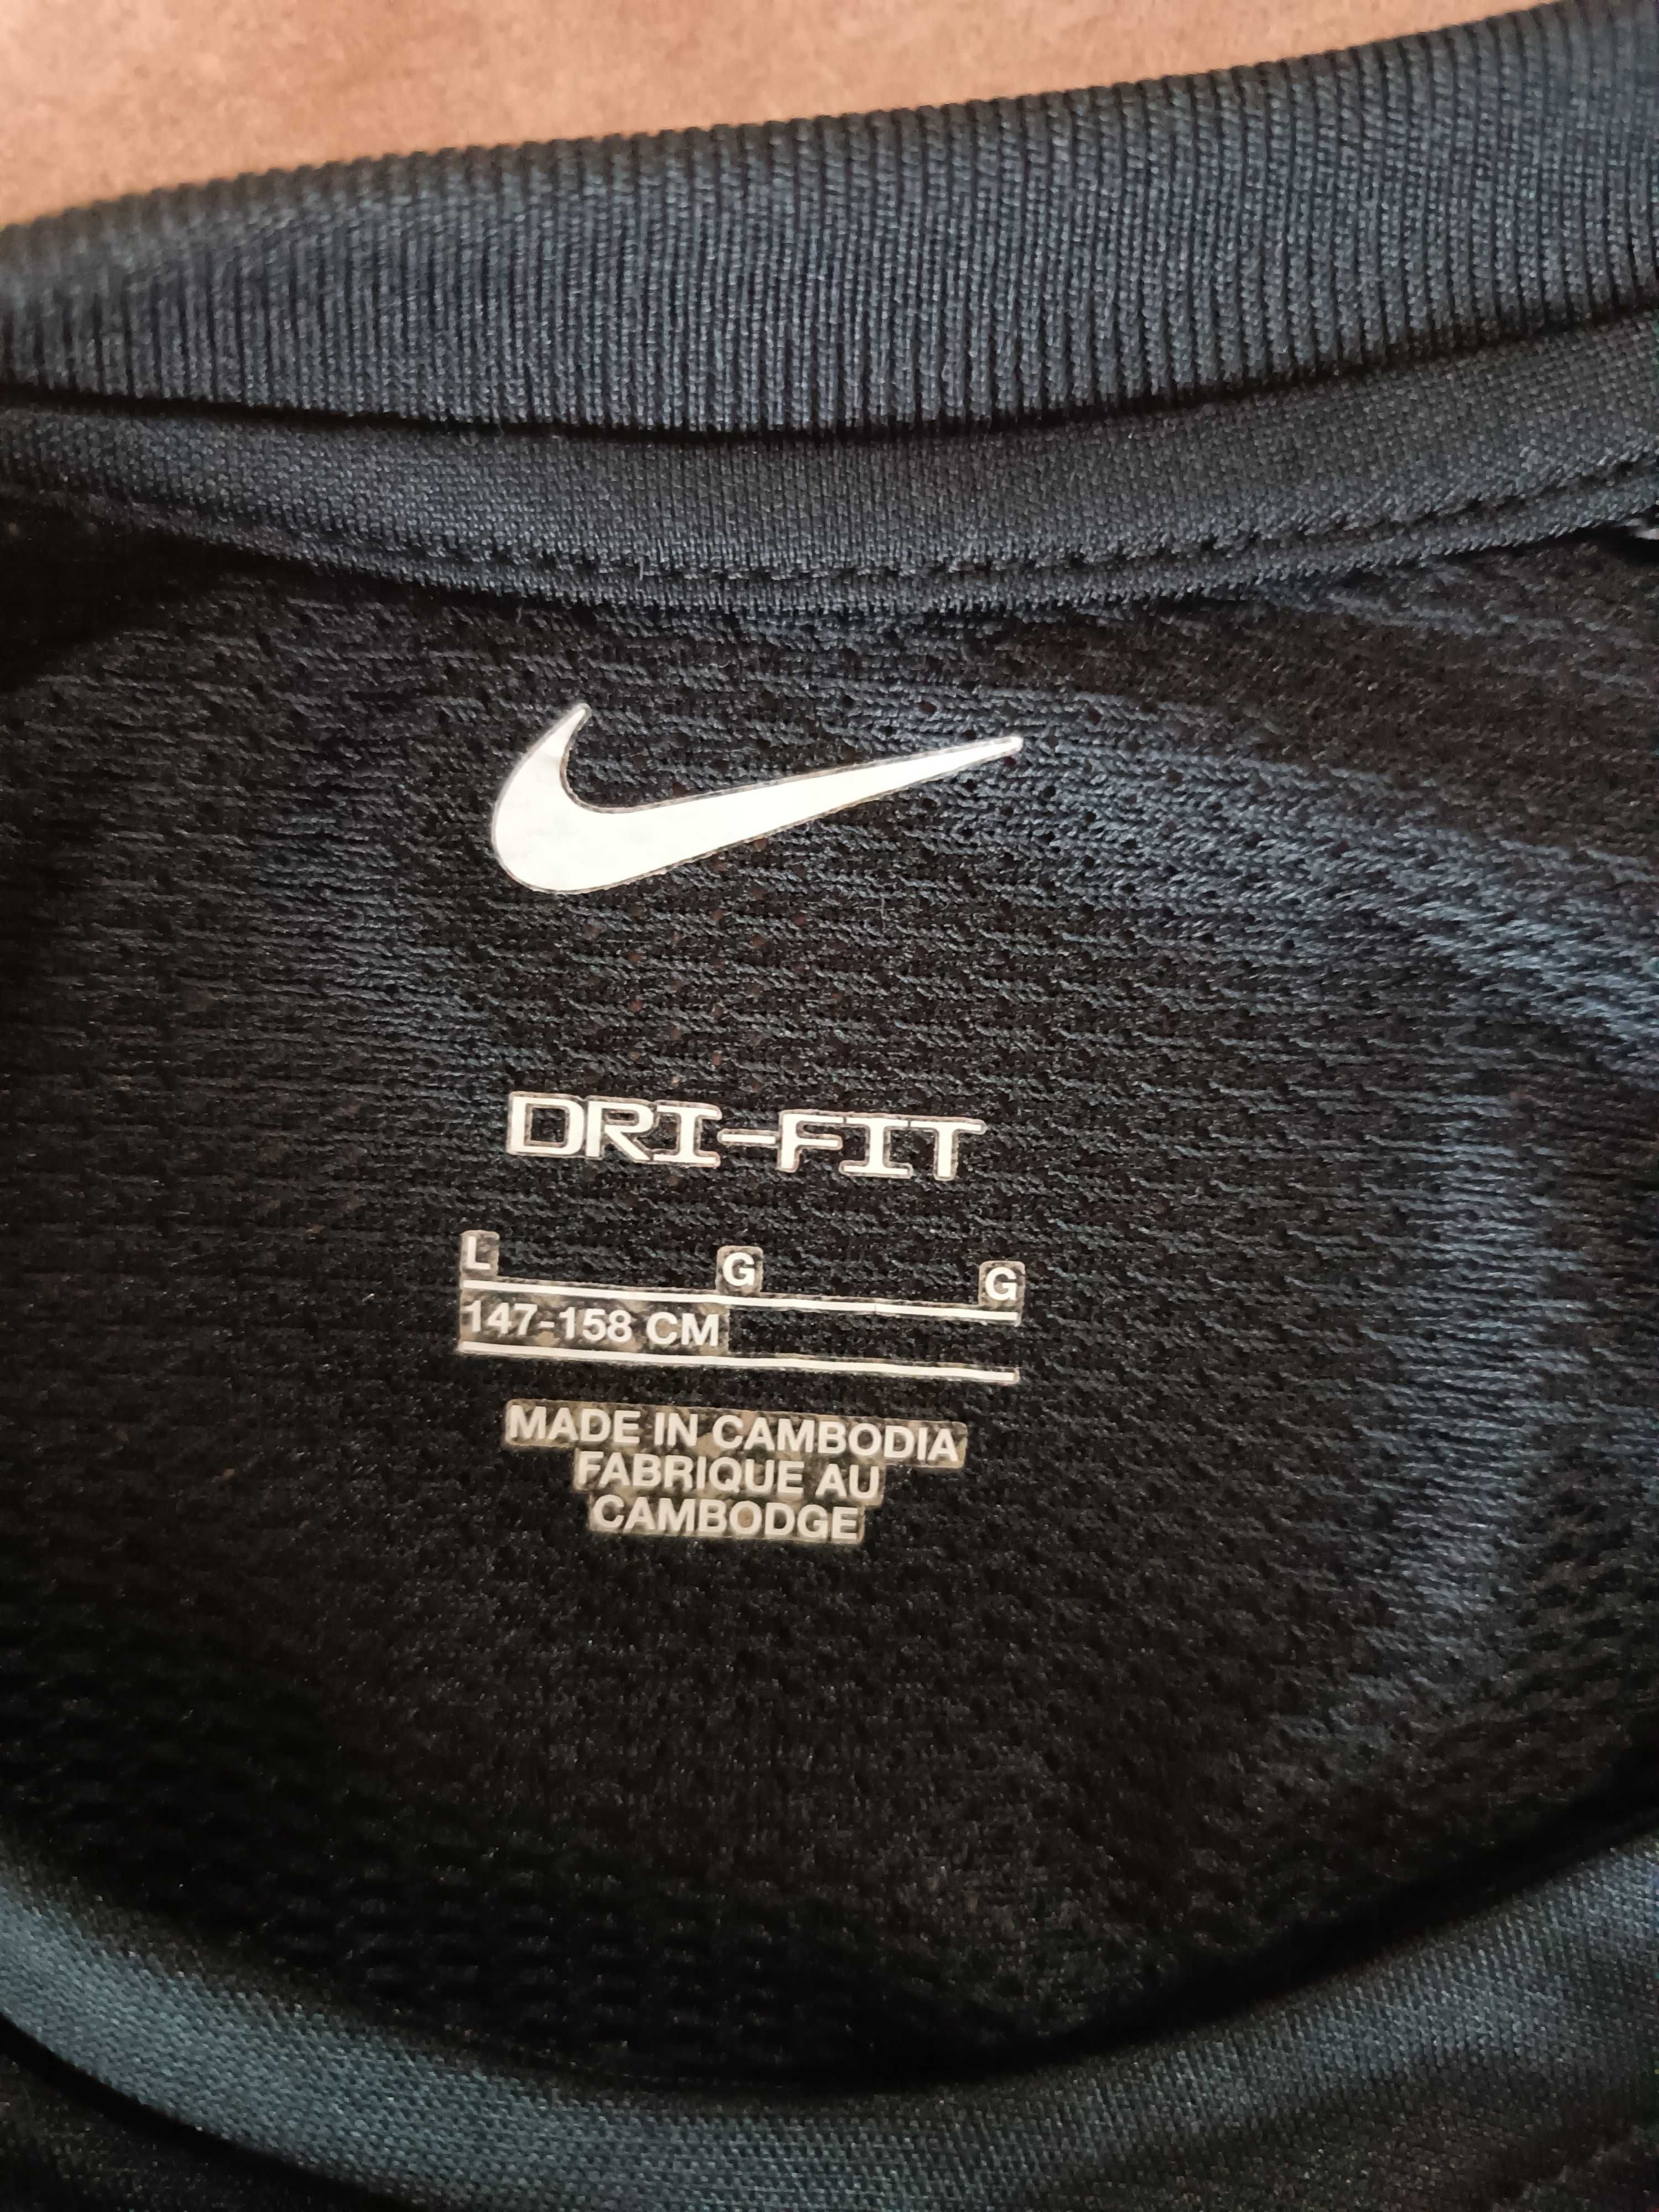 DRI-FIT
L G G
147-158 CM
MADE IN CAMBODIA
FABRIQUE AU
CAMBODGE